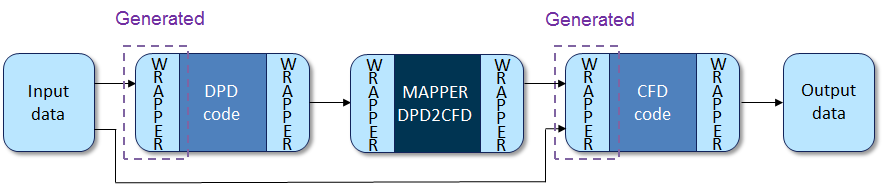 Generated
Generated
Input
data
WRAPPER
DPD
code
WRAPPER
WRAPPER
MAPPER
DPD2CFD
WRAPPER
WRAPPER
CFD
code
WRAPPER
Output
data